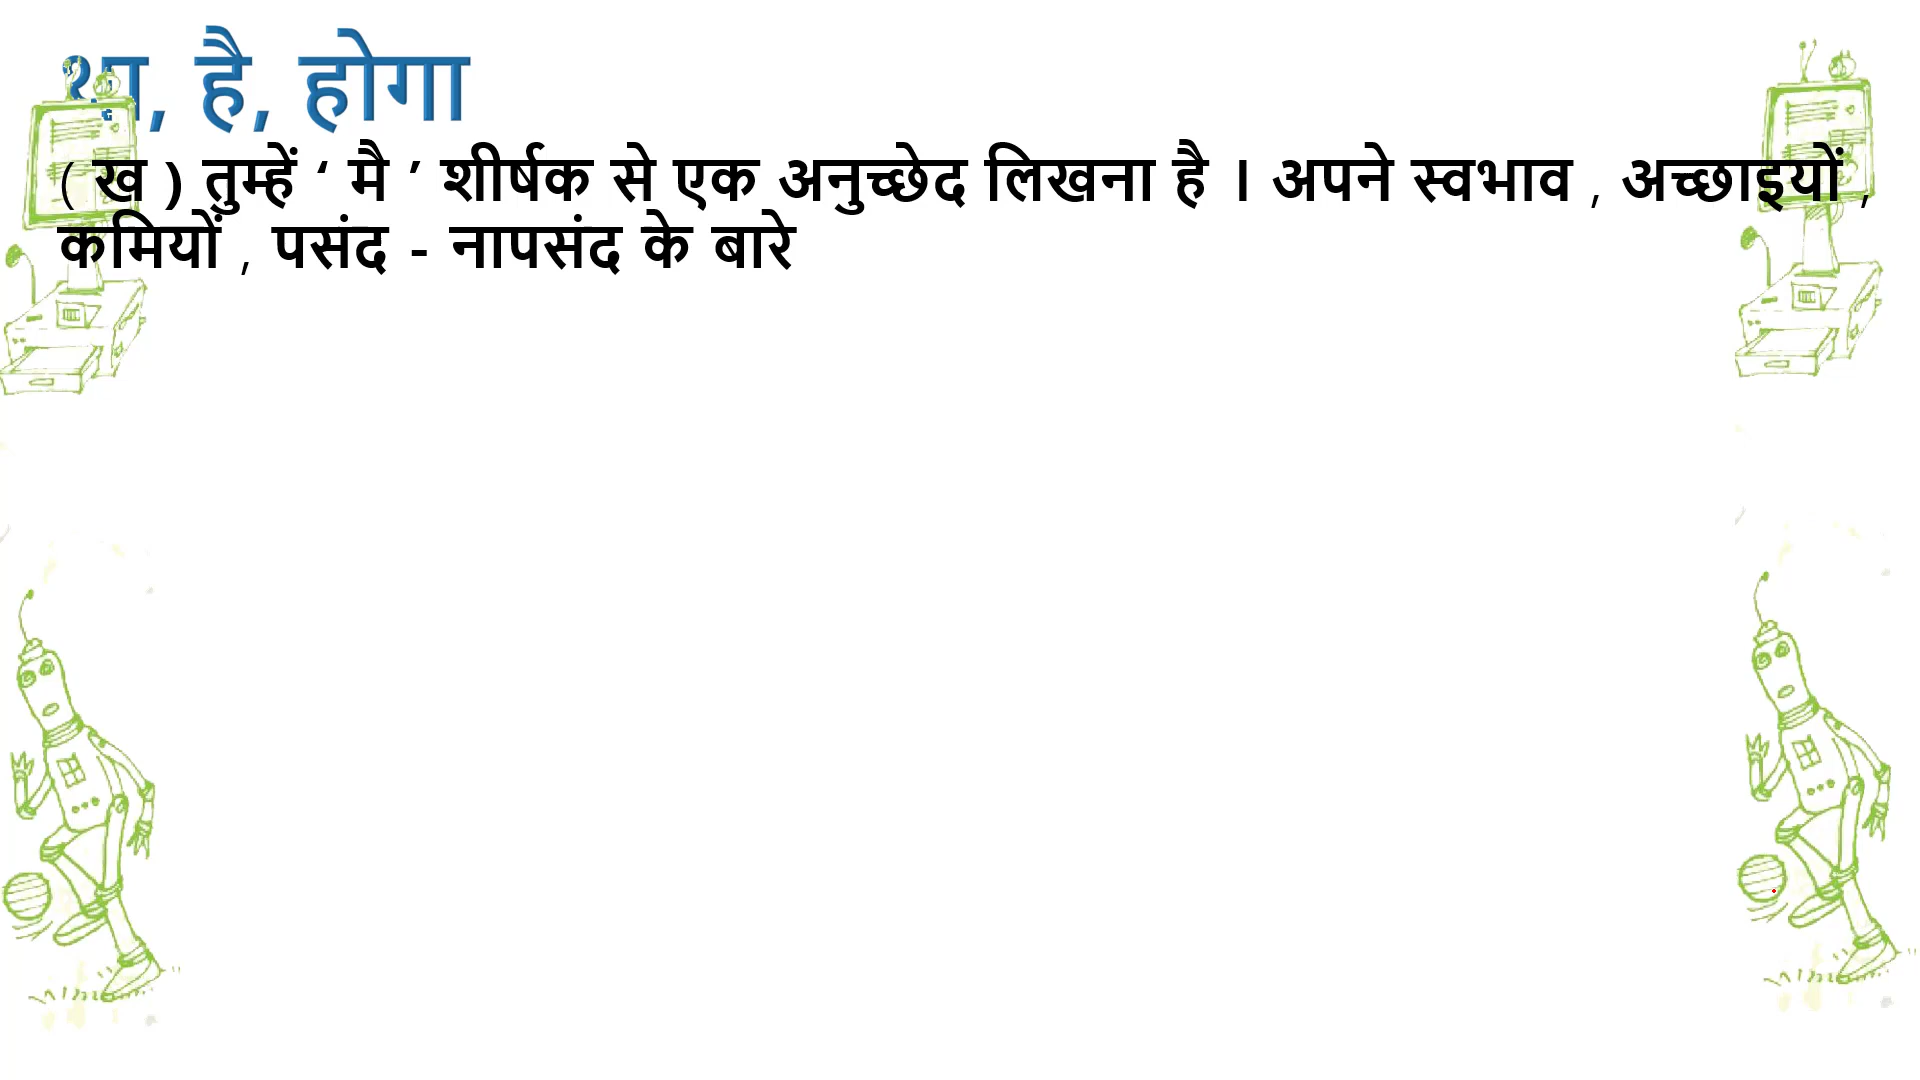 था, है, होगा
( ख ) तुम्हें ‘ मै ’ शीर्षक से एक अनुच्छेद लिखना है । अपने स्वभाव , अच्छाइयों ,
कमियों , पसंद - नापसंद के बारे